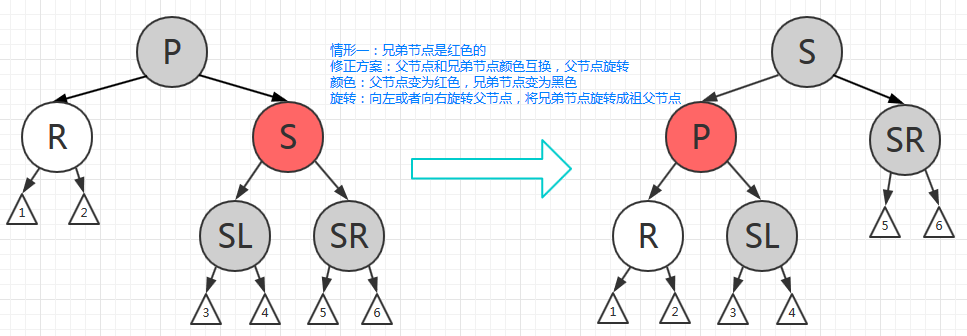 P
情形一：兄弟节点是红色的
修正方案：父节点和兄弟节点颜色互换，父节点旋转
颜色：父节点变为红色，兄弟节点变为黑色
旋转：向左或者向右旋转父节点，将兄弟节点旋转成祖父节点
S
R
S
P
SR
1
2
SL
SR
R
SL
5
6
3
4
5
6
1
2
3
4